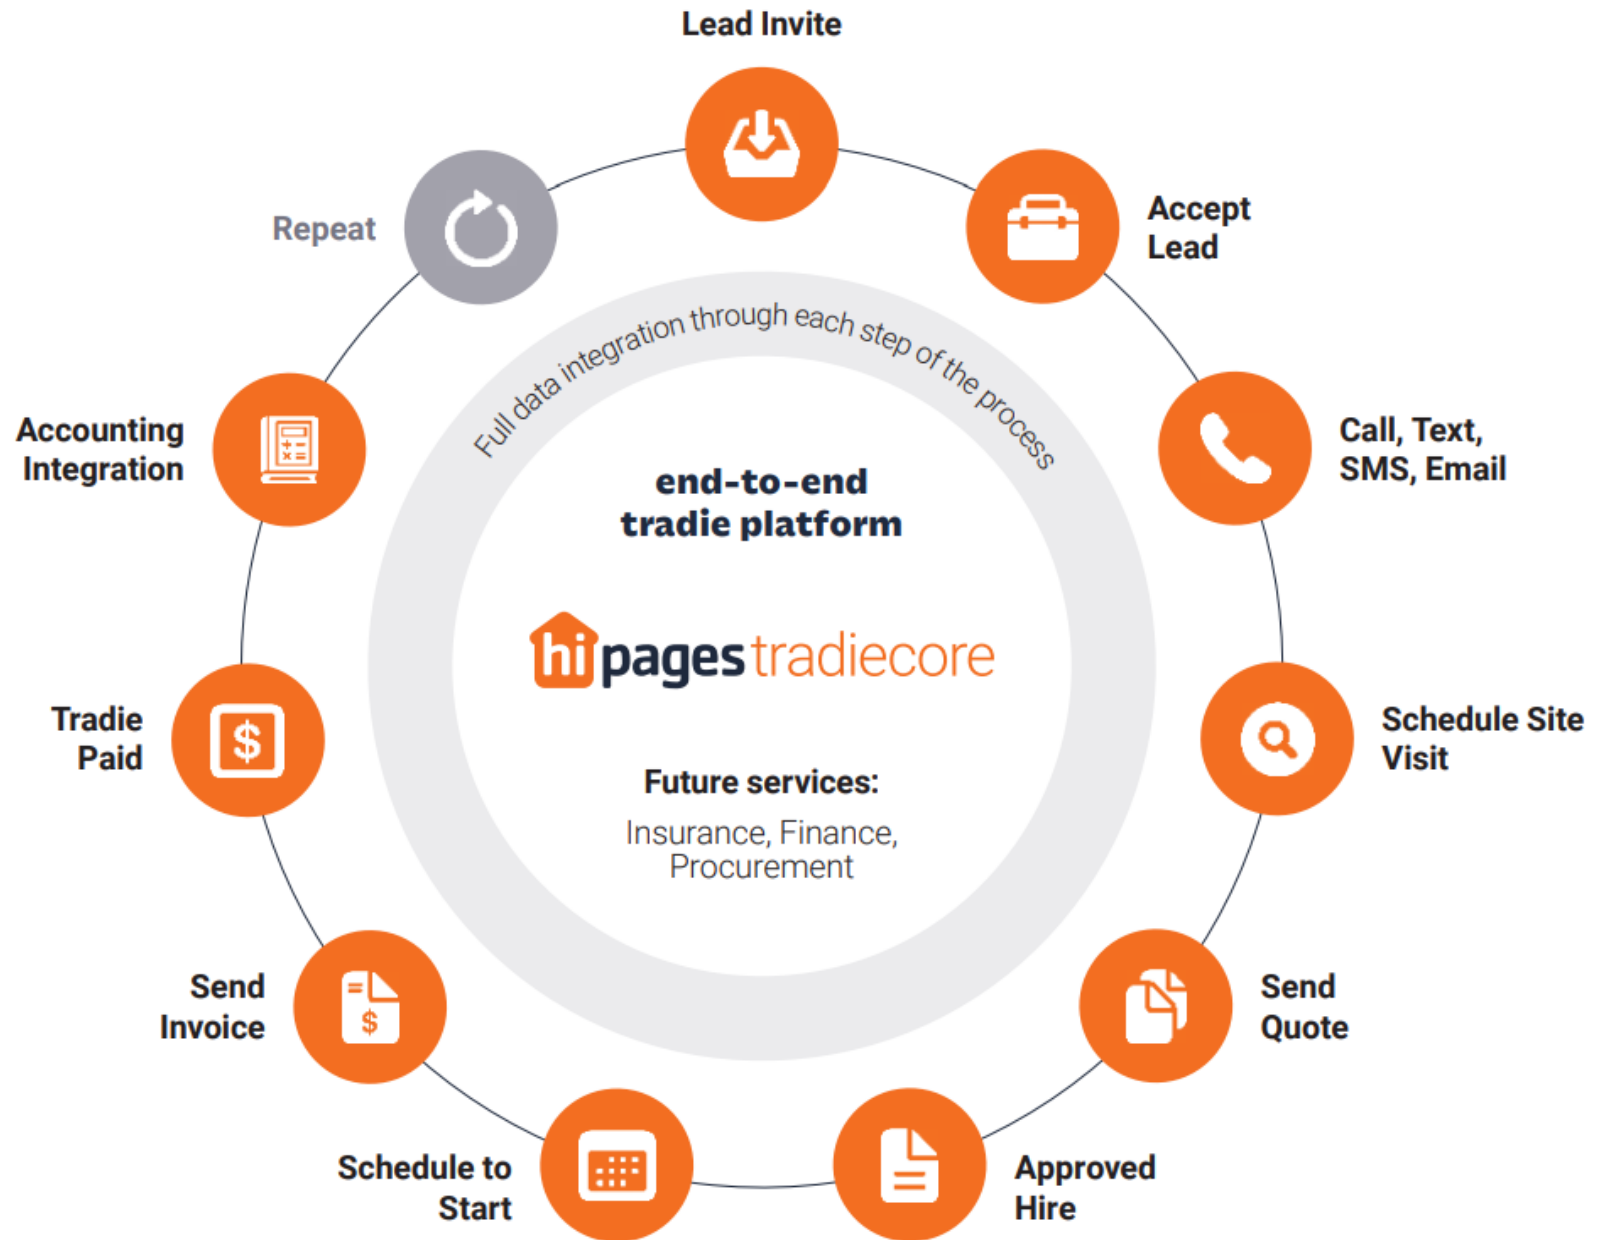 Lead Invite
Accept
Lead
Call, Text,
SMS, Email
Schedule Site
Visit
Send
Quote
Approved
Hire
Schedule to
Start
Send
Invoice
$
Tradie
Paid
$
Accounting
Integration
Repeat
Full data integration through each step of the process
end-to-end
tradie platform
hipages tradiecore
Future services:
Insurance, Finance,
Procurement